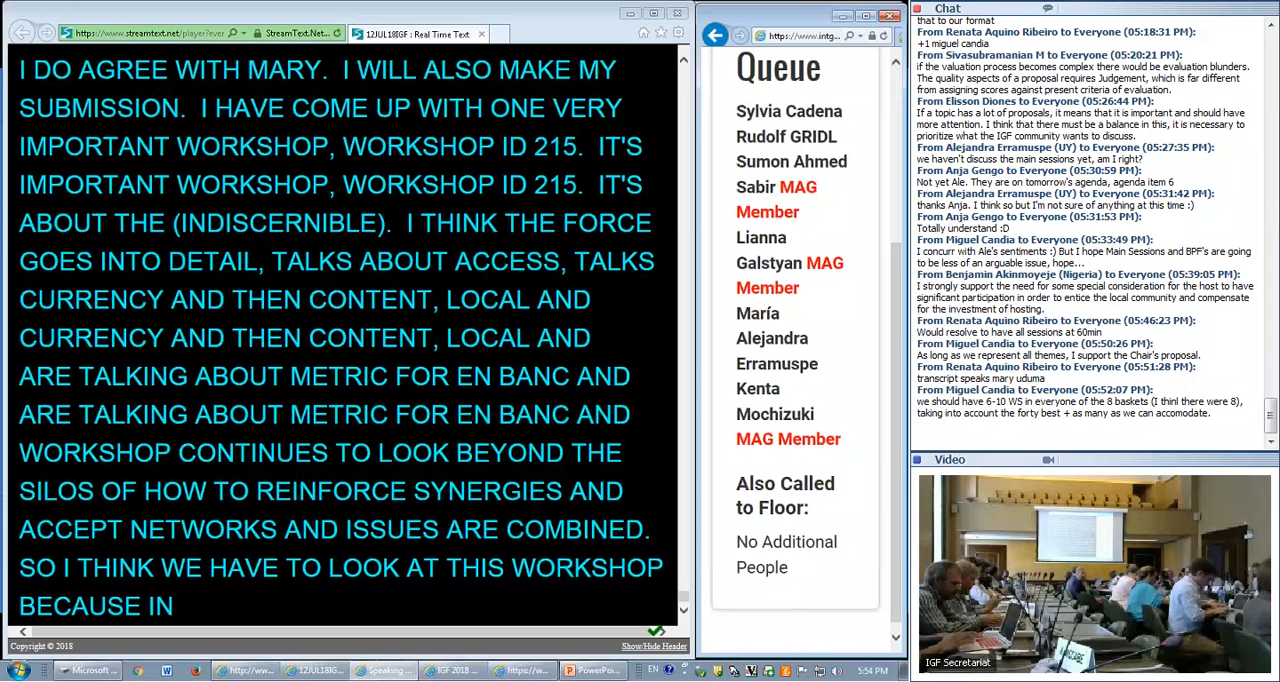 https://www.streamtext.net/player?ever
StreamText.Net...
12JUL18IGF : Real Time Text
I DO AGREE WITH MARY.  I WILL ALSO MAKE MY
SUBMISSION.  I HAVE COME UP WITH ONE VERY
IMPORTANT WORKSHOP, WORKSHOP ID 215.  IT'S
IMPORTANT WORKSHOP, WORKSHOP ID 215.  IT'S
ABOUT THE (INDISCERNIBLE).  I THINK THE FORCE
GOES INTO DETAIL, TALKS ABOUT ACCESS, TALKS
CURRENCY AND THEN CONTENT, LOCAL AND
CURRENCY AND THEN CONTENT, LOCAL AND
ARE TALKING ABOUT METRIC FOR EN BANC AND
ARE TALKING ABOUT METRIC FOR EN BANC AND
WORKSHOP CONTINUES TO LOOK BEYOND THE
SILOS OF HOW TO REINFORCE SYNERGIES AND
ACCEPT NETWORKS AND ISSUES ARE COMBINED.
SO I THINK WE HAVE TO LOOK AT THIS WORKSHOP
BECAUSE IN
Copyright © 2018
Show/Hide Header
https://www.intg
Queue
Sylvia Cadena
Rudolf GRIDL
Sumon Ahmed
Sabir MAG
Member
Lianna
Galstyan MAG
Member
María
Alejandra
Erramuspe
Kenta
Mochizuki
MAG Member
Also Called
to Floor:
No Additional
People
Chat
that to our format
From Renata Aquino Ribeiro to Everyone (05:18:31 PM):
+1 miguel candia
From Sivasubramanian M to Everyone (05:20:21 PM):
if the valuation process becomes complex there would be evaluation blunders.
The quality aspects of a proposal requires Judgement, which is far different
from assigning scores against present criteria of evaluation.
From Elisson Diones to Everyone (05:26:44 PM):
If a topic has a lot of proposals, it means that it is important and should have
more attention. I think that there must be a balance in this, it is necessary to
prioritize what the IGF community wants to discuss.
From Alejandra Erramuspe (UY) to Everyone (05:27:35 PM):
we haven't discuss the main sessions yet, am I right?
From Anja Gengo to Everyone (05:30:59 PM):
Not yet Ale. They are on tomorrow's agenda, agenda item 6
From Alejandra Erramuspe (UY) to Everyone (05:31:42 PM):
thanks Anja. I think so but I'm not sure of anything at this time :)
From Anja Gengo to Everyone (05:31:53 PM):
Totally understand :D
From Miguel Candia to Everyone (05:33:49 PM):
I concurr with Ale's sentiments :) But I hope Main Sessions and BPF's are going
to be less of an arguable issue, hope...
From Benjamin Akinmoyeje (Nigeria) to Everyone (05:39:05 PM):
I strongly support the need for some special consideration for the host to have
significant participation in order to entice the local community and compensate
for the investment of hosting.
From Renata Aquino Ribeiro to Everyone (05:46:23 PM):
Would resolve to have all sessions at 60min
From Miguel Candia to Everyone (05:50:26 PM):
As long as we represent all themes, I support the Chair's proposal.
From Renata Aquino Ribeiro to Everyone (05:51:28 PM):
transcript speaks mary uduma
From Miguel Candia to Everyone (05:52:07 PM):
we should have 6-10 WS in everyone of the 8 baskets (I thinl there were 8),
taking into account the forty best + as many as we can accomodate.
Video
IGF Secretariat
Microsoft ...
http://ww...
12JUL18IG...
Speaking ...
IGF 2018 ...
https://w...
PowerPoi...
EN
5:54 PM